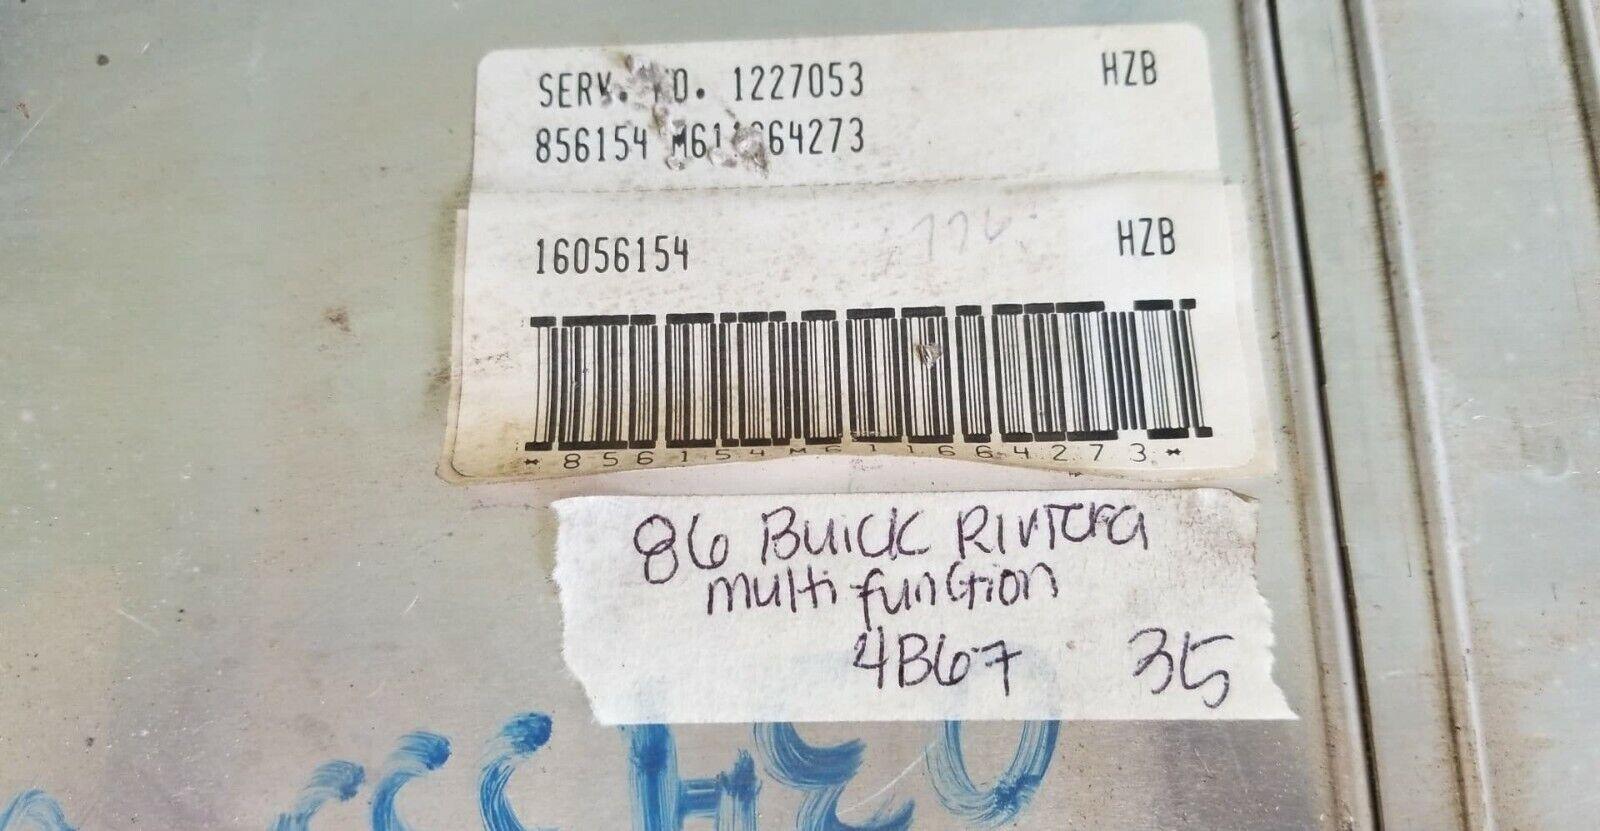 SERV. NO. 1227053 HZB
856154 M611664273
16056154 HZB
*856154M611664273*
86 Buick Riviera
multi function
4B67 35